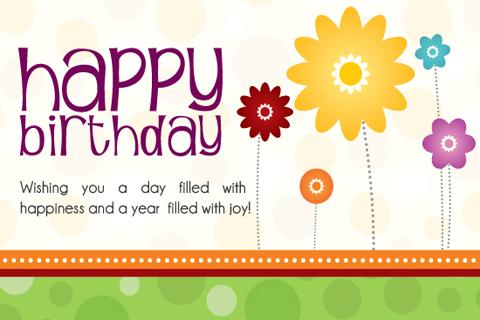 happy
birthday
Wishing you a day filled with
happiness and a year filled with joy!